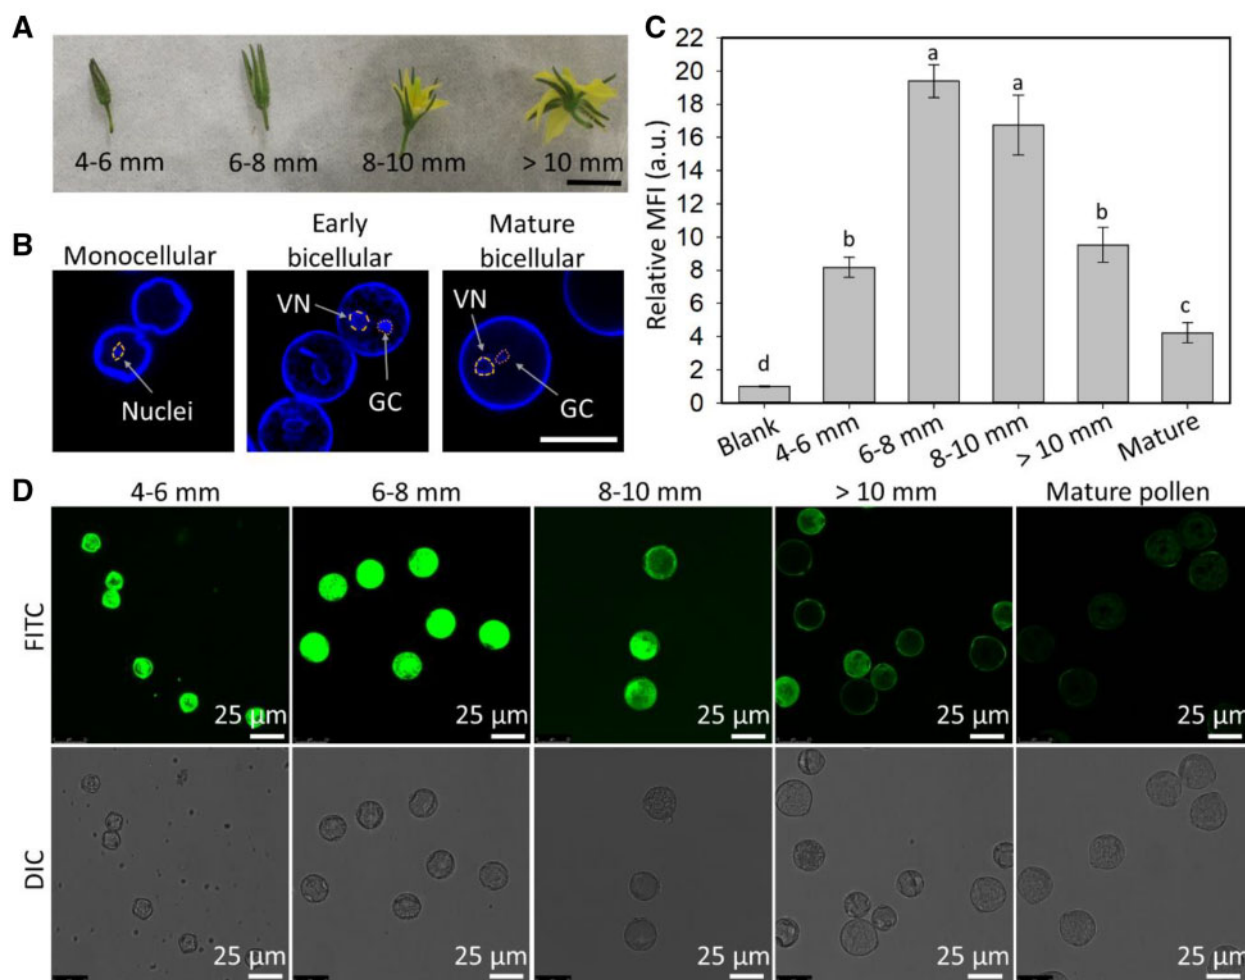 A
4-6 mm 6-8 mm 8-10 mm > 10 mm
B
Monocellular
Early
bicellular
Mature
bicellular
Nuclei
VN
GC
VN
GC
C
Relative MFI (a.u.)
22
20
18
16
14
12
10
8
6
4
2
0
d
b
a
a
b
c
Blank
4-6 mm
6-8 mm
8-10 mm
> 10 mm
Mature
D
4-6 mm 6-8 mm 8-10 mm > 10 mm Mature pollen
FITC
25 μm 25 μm 25 μm 25 μm 25 μm
DIC
25 μm 25 μm 25 μm 25 μm 25 μm